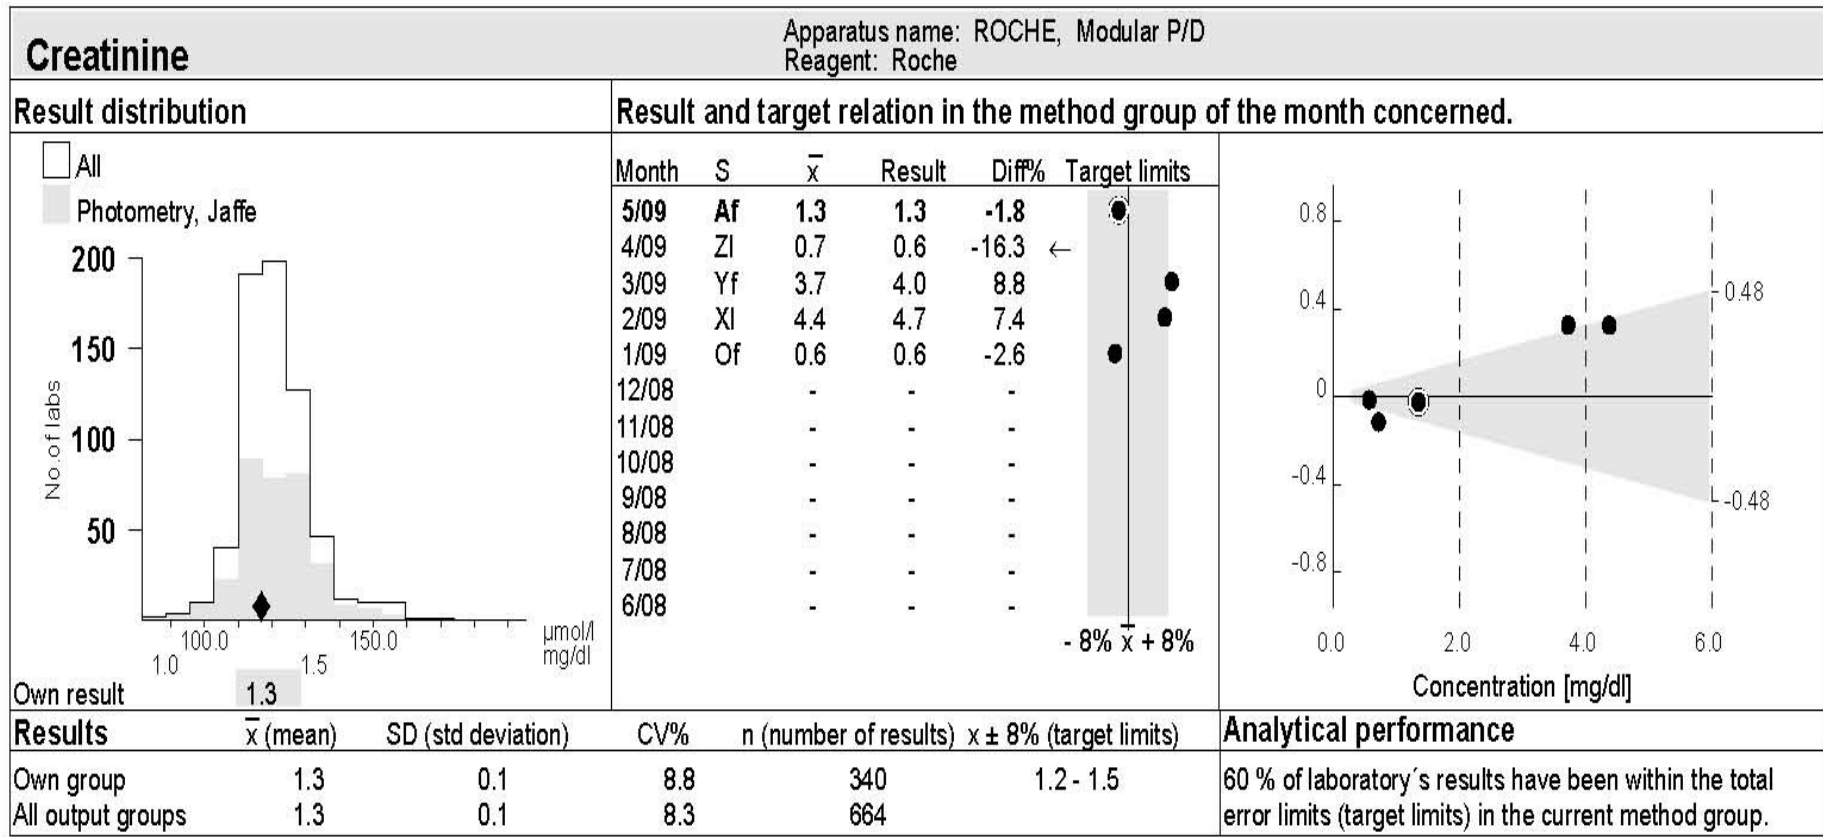 Creatinine
Apparatus name: ROCHE, Modular P/D
Reagent: Roche
Result distribution
All
Photometry, Jaffe
200
150
100
50
No. of labs
100.0 150.0 µmol/l
1.0 1.5 mg/dl
Own result 1.3
Result and target relation in the method group of the month concerned.
Month S x̅ Result Diff% Target limits
5/09 Af 1.3 1.3 -1.8
4/09 Zl 0.7 0.6 -16.3 ←
3/09 Yf 3.7 4.0 8.8
2/09 Xl 4.4 4.7 7.4
1/09 Of 0.6 0.6 -2.6
12/08 - - -
11/08 - - -
10/08 - - -
9/08 - - -
8/08 - - -
7/08 - - -
6/08 - - -
- 8% x̅ + 8%
0.8
0.4
0
-0.4
-0.8
0.48
-0.48
0.0 2.0 4.0 6.0
Concentration [mg/dl]
Results x̅ (mean) SD (std deviation) CV% n (number of results) x ± 8% (target limits)
Own group 1.3 0.1 8.8 340 1.2 - 1.5
All output groups 1.3 0.1 8.3 664
Analytical performance
60 % of laboratory´s results have been within the total
error limits (target limits) in the current method group.